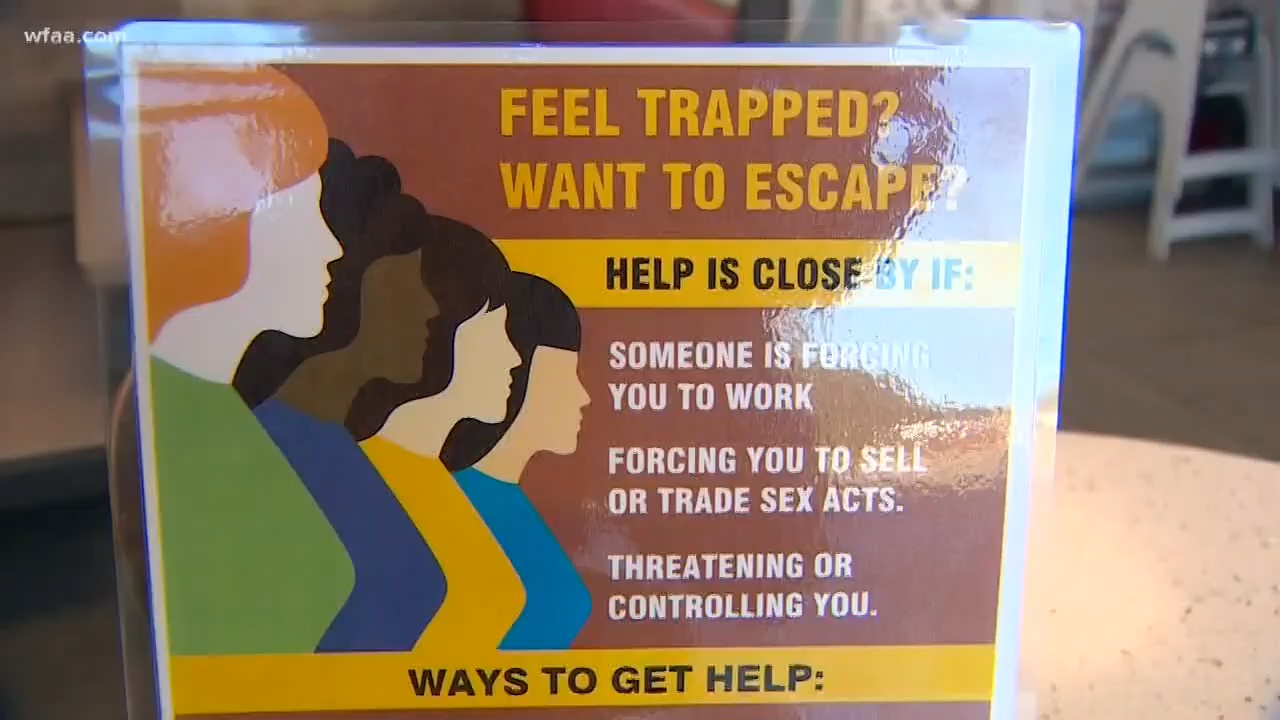 wfaa.com
FEEL TRAPPED?
WANT TO ESCAPE?
HELP IS CLOSE BY IF:
SOMEONE IS FORCING
YOU TO WORK
FORCING YOU TO SELL
OR TRADE SEX ACTS.
THREATENING OR
CONTROLLING YOU.
WAYS TO GET HELP: